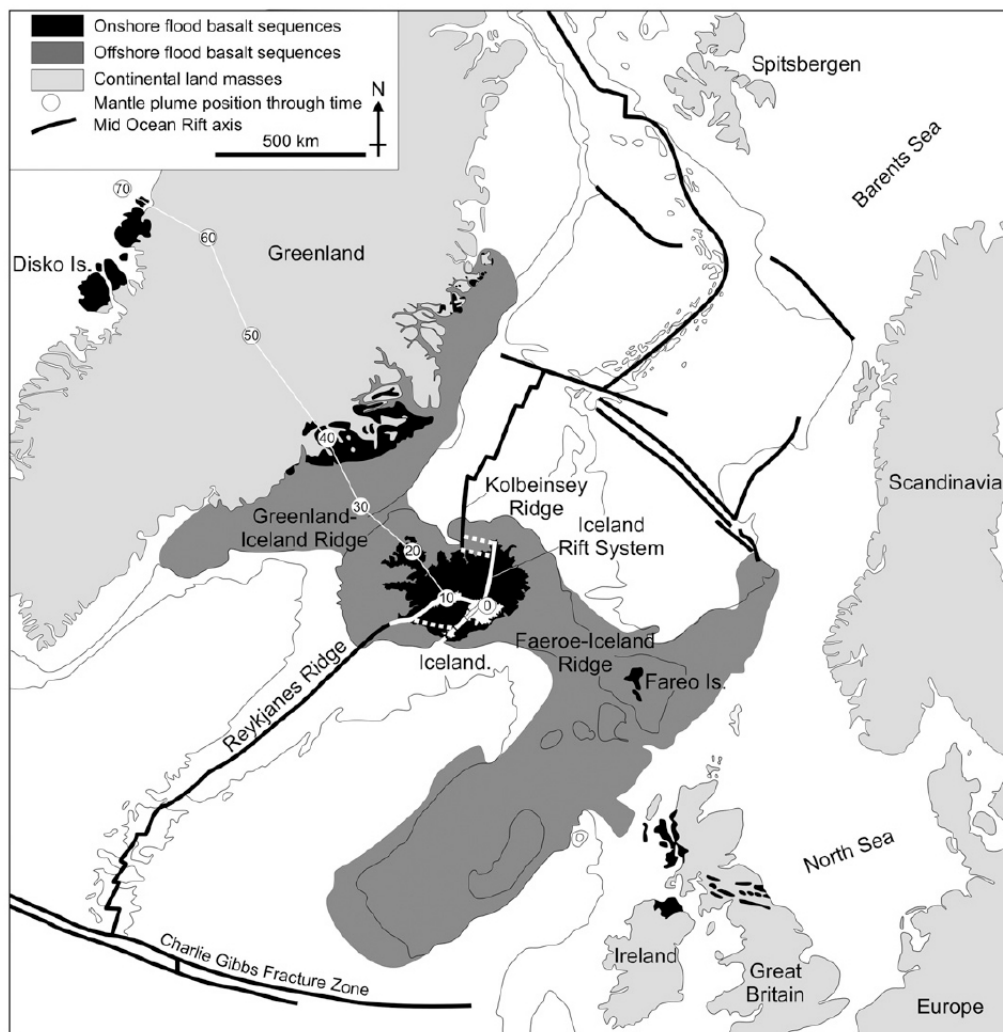 Onshore flood basalt sequences
Offshore flood basalt sequences
Continental land masses
Mantle plume position through time
Mid Ocean Rift axis
N
500 km
Spitsbergen
Barents Sea
70
60
Disko Is.
Greenland
50
40
Scandinavia
Kolbeinsey
Ridge
30
Greenland-
Iceland Ridge
Iceland
Rift System
20
10
0
Faeroe-Iceland
Ridge
Iceland.
Fareo Is.
Reykjanes Ridge
North Sea
Charlie Gibbs Fracture Zone
Ireland
Great
Britain
Europe